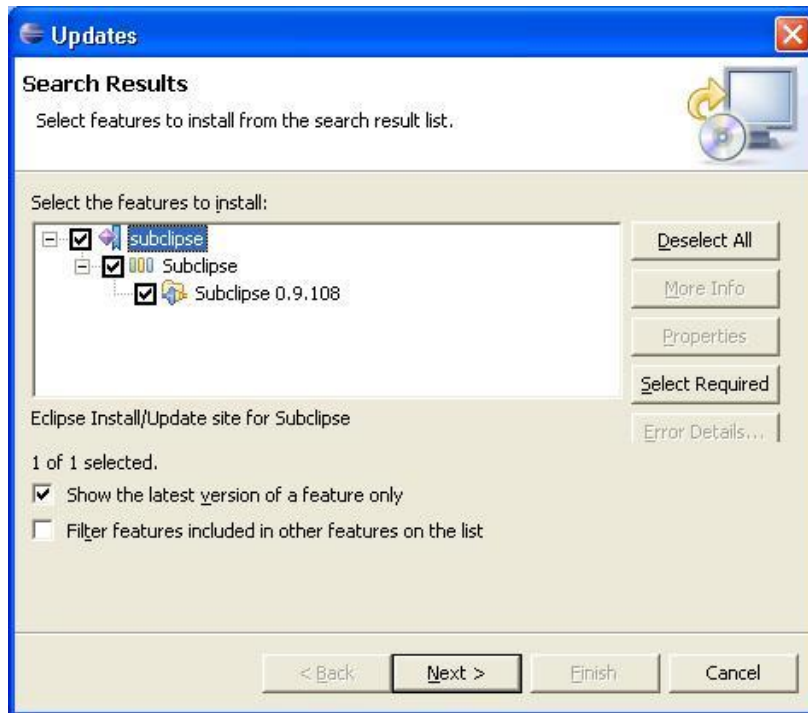 Updates
Search Results
Select features to install from the search result list.
Select the features to install:
subclipse
Subclipse
Subclipse 0.9.108
Deselect All
More Info
Properties
Select Required
Error Details...
Eclipse Install/Update site for Subclipse
1 of 1 selected.
Show the latest version of a feature only
Filter features included in other features on the list
< Back
Next >
Finish
Cancel